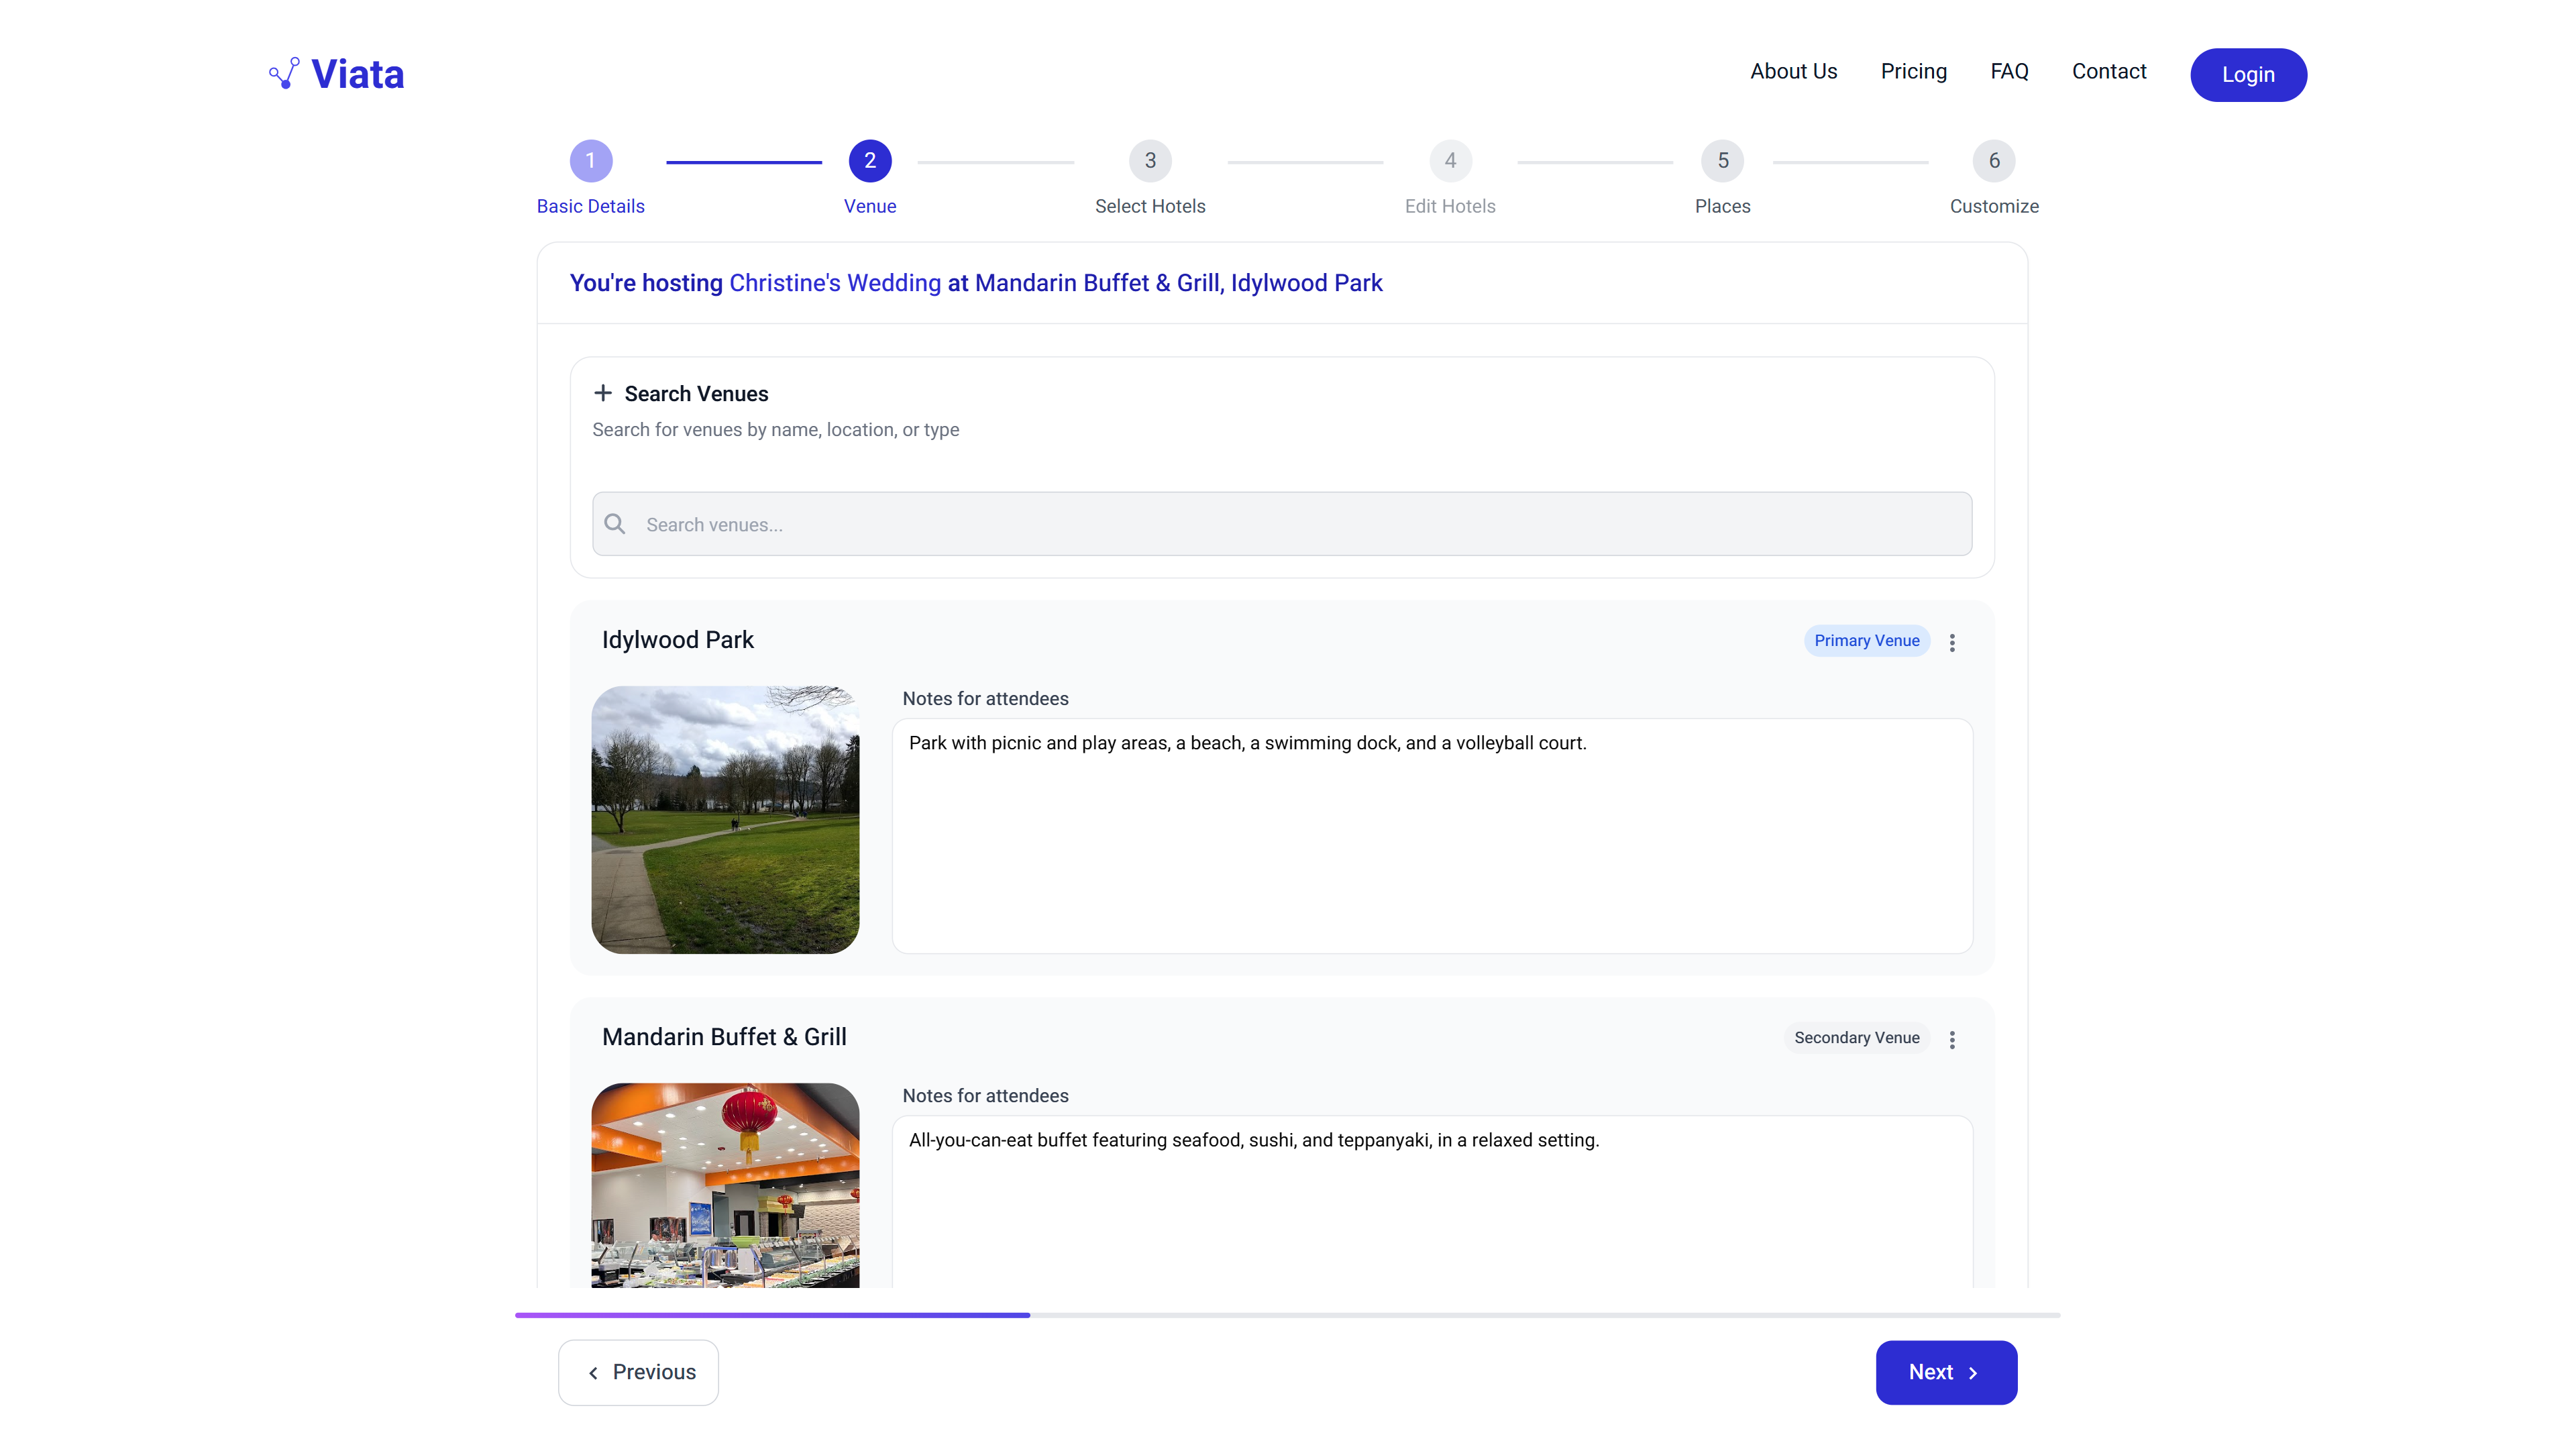 Viata
About Us
Pricing
FAQ
Contact
Login
1
2
3
4
5
6
Basic Details
Venue
Select Hotels
Edit Hotels
Places
Customize
You're hosting Christine's Wedding at Mandarin Buffet & Grill, Idylwood Park
Search Venues
Search for venues by name, location, or type
Search venues...
Idylwood Park
Primary Venue
Notes for attendees
Park with picnic and play areas, a beach, a swimming dock, and a volleyball court.
Mandarin Buffet & Grill
Secondary Venue
Notes for attendees
All-you-can-eat buffet featuring seafood, sushi, and teppanyaki, in a relaxed setting.
Previous
Next